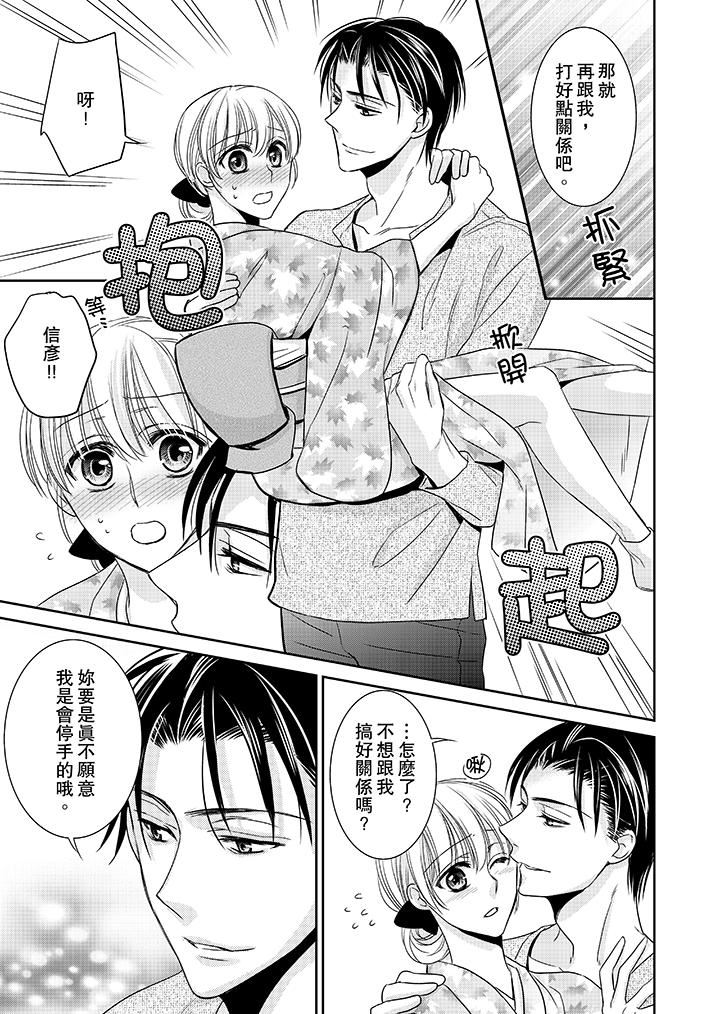 那就
再跟我，
打好點關係吧。
抓緊
呀！
抱起
掀開
等…
信彥!!
…怎麼了？
不想跟我
搞好關係嗎？
啾
妳要是真不願意
我是會停手的哦。